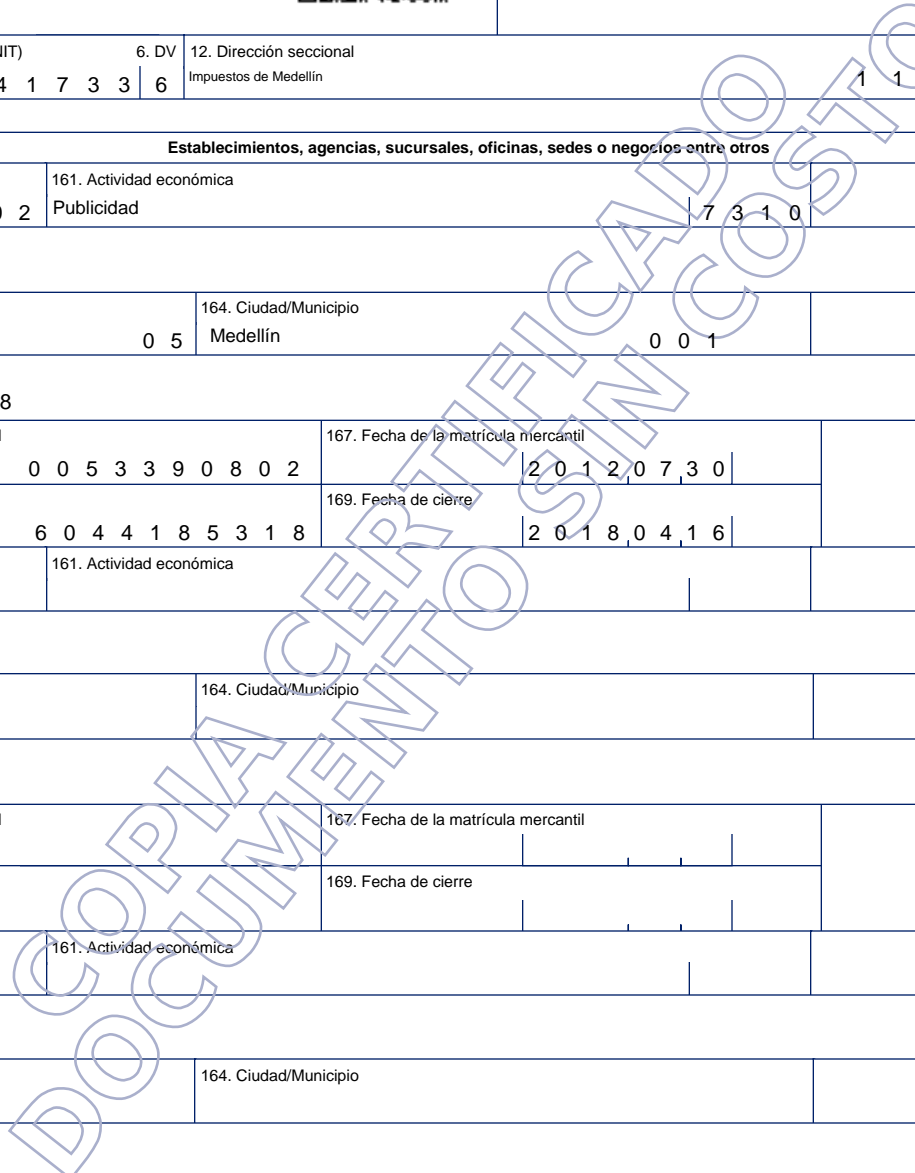 NIT) 6. DV 12. Dirección seccional
4 1 7 3 3 6 Impuestos de Medellín 1 1
Establecimientos, agencias, sucursales, oficinas, sedes o negocios entre otros
161. Actividad económica
0 2 Publicidad 7 3 1 0
164. Ciudad/Municipio
0 5 Medellín 0 0 1
8
167. Fecha de la matrícula mercantil
0 0 5 3 3 9 0 8 0 2 2 0 1 2 0 7 3 0
169. Fecha de cierre
6 0 4 4 1 8 5 3 1 8 2 0 1 8 0 4 1 6
161. Actividad económica
164. Ciudad/Municipio
167. Fecha de la matrícula mercantil
169. Fecha de cierre
161. Actividad económica
164. Ciudad/Municipio
COPIA CERTIFICADO
DOCUMENTO SIN COSTO